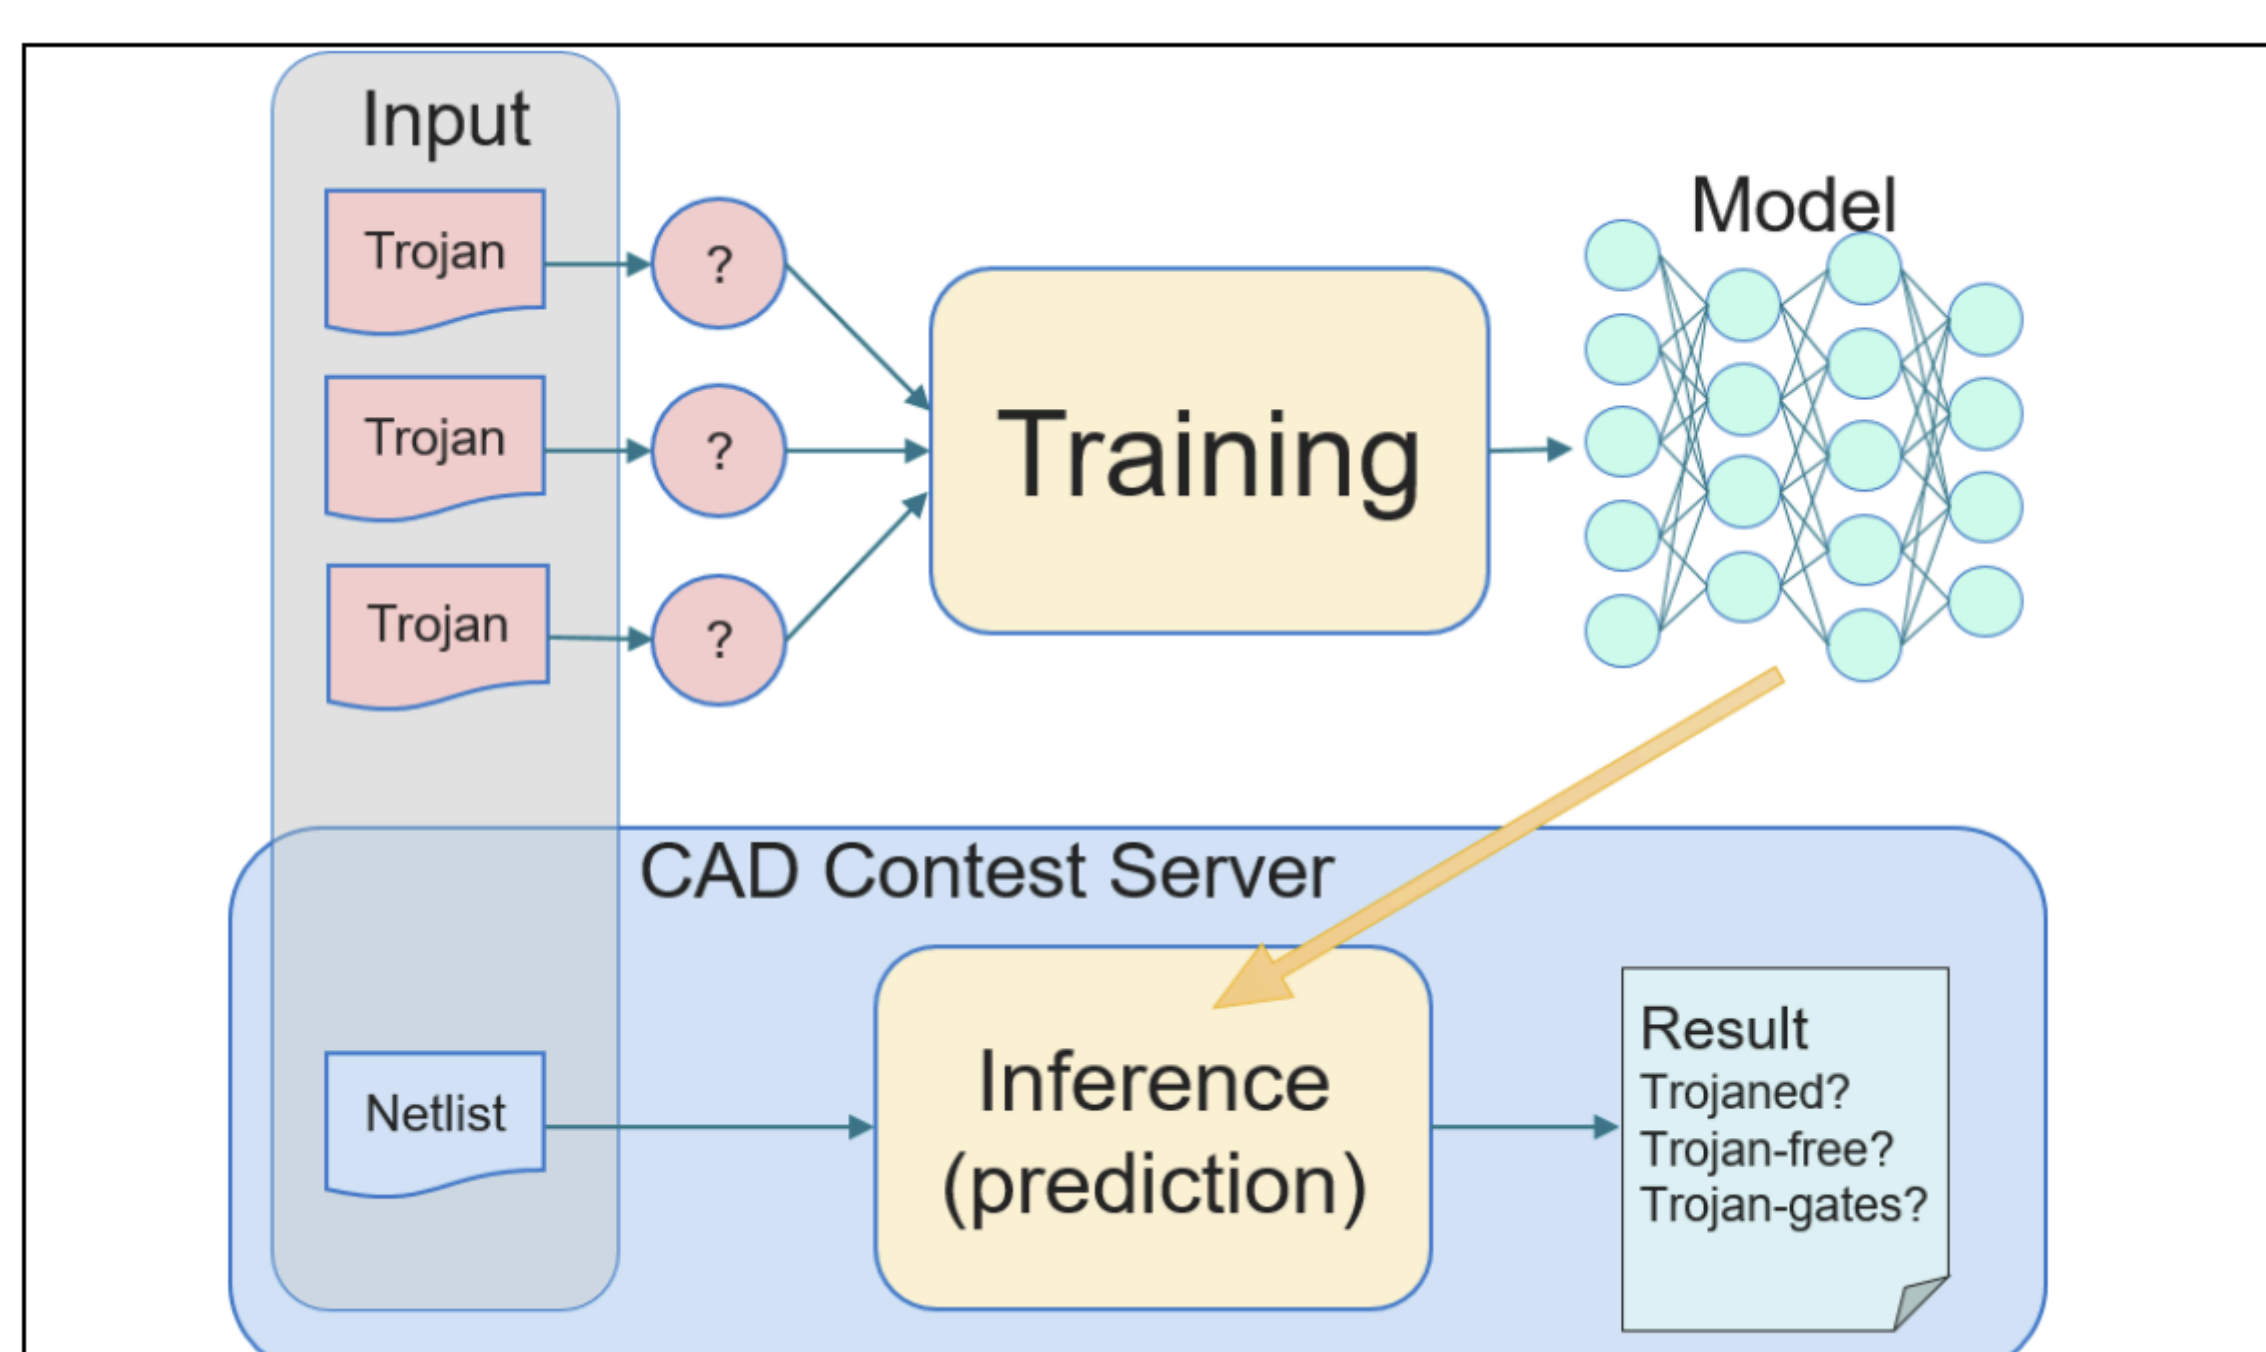 Input
Trojan
?
Trojan
?
Trojan
?
Training
Model
CAD Contest Server
Netlist
Inference
(prediction)
Result
Trojaned?
Trojan-free?
Trojan-gates?